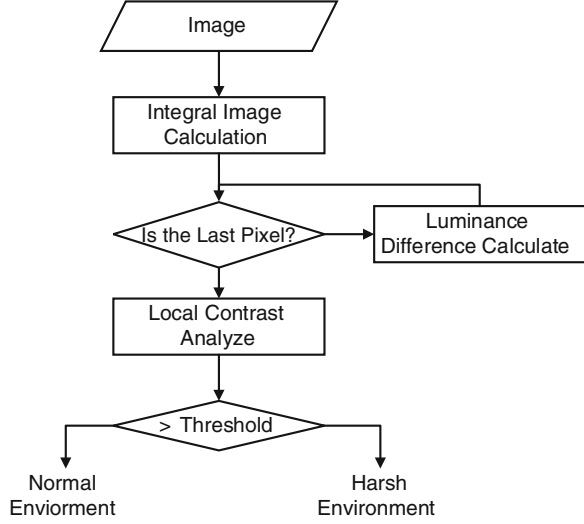 Image
Integral Image
Calculation
Is the Last Pixel?
Luminance
Difference Calculate
Local Contrast
Analyze
> Threshold
Normal
Enviorment
Harsh
Environment